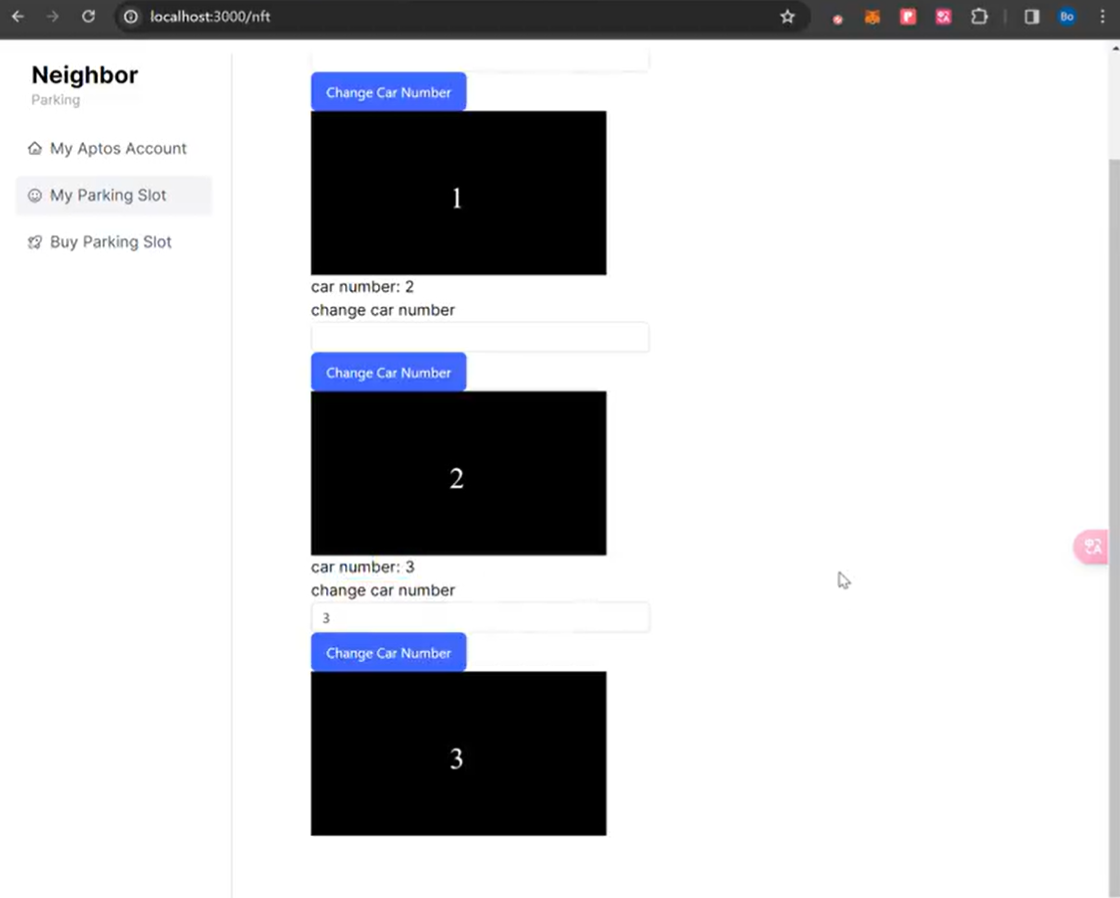 localhost:3000/nft
Bo
Neighbor
Parking
My Aptos Account
My Parking Slot
Buy Parking Slot
Change Car Number
1
car number: 2
change car number
Change Car Number
2
car number: 3
change car number
3
Change Car Number
3